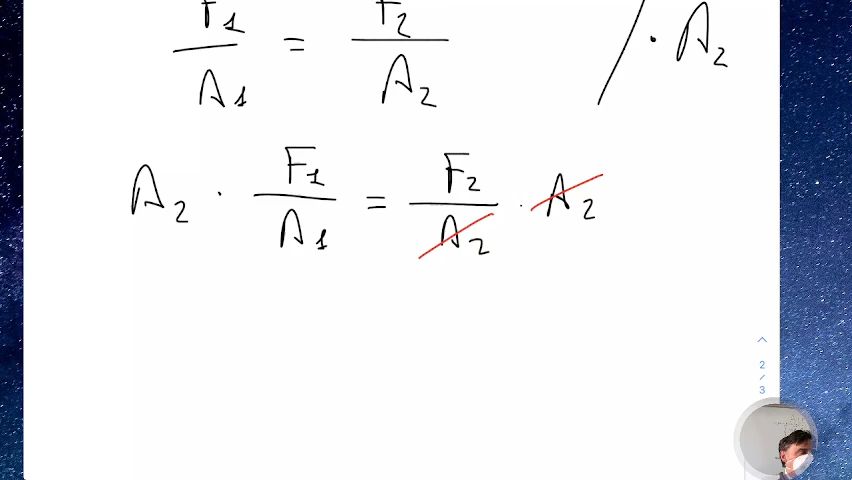 F₁/A₁ = F₂/A₂ / · A₂
A₂ · F₁/A₁ = F₂/A₂ · A₂
2
/
3